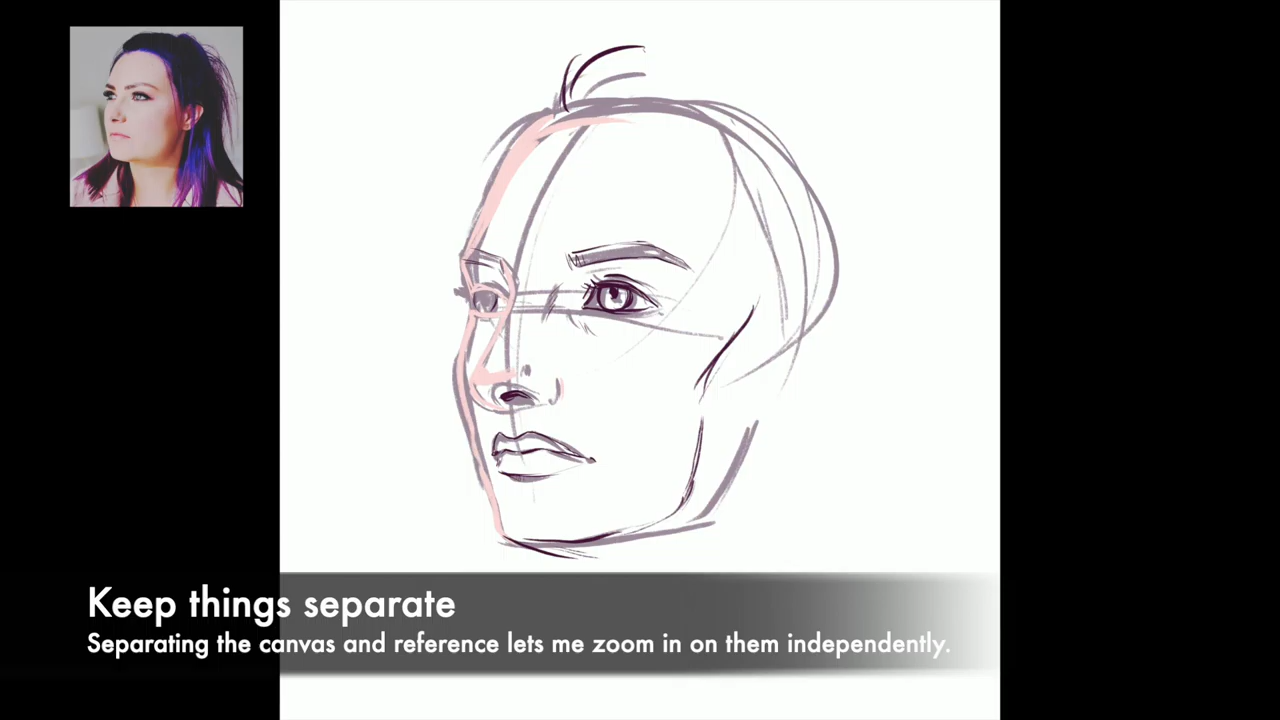 Keep things separate
Separating the canvas and reference lets me zoom in on them independently.